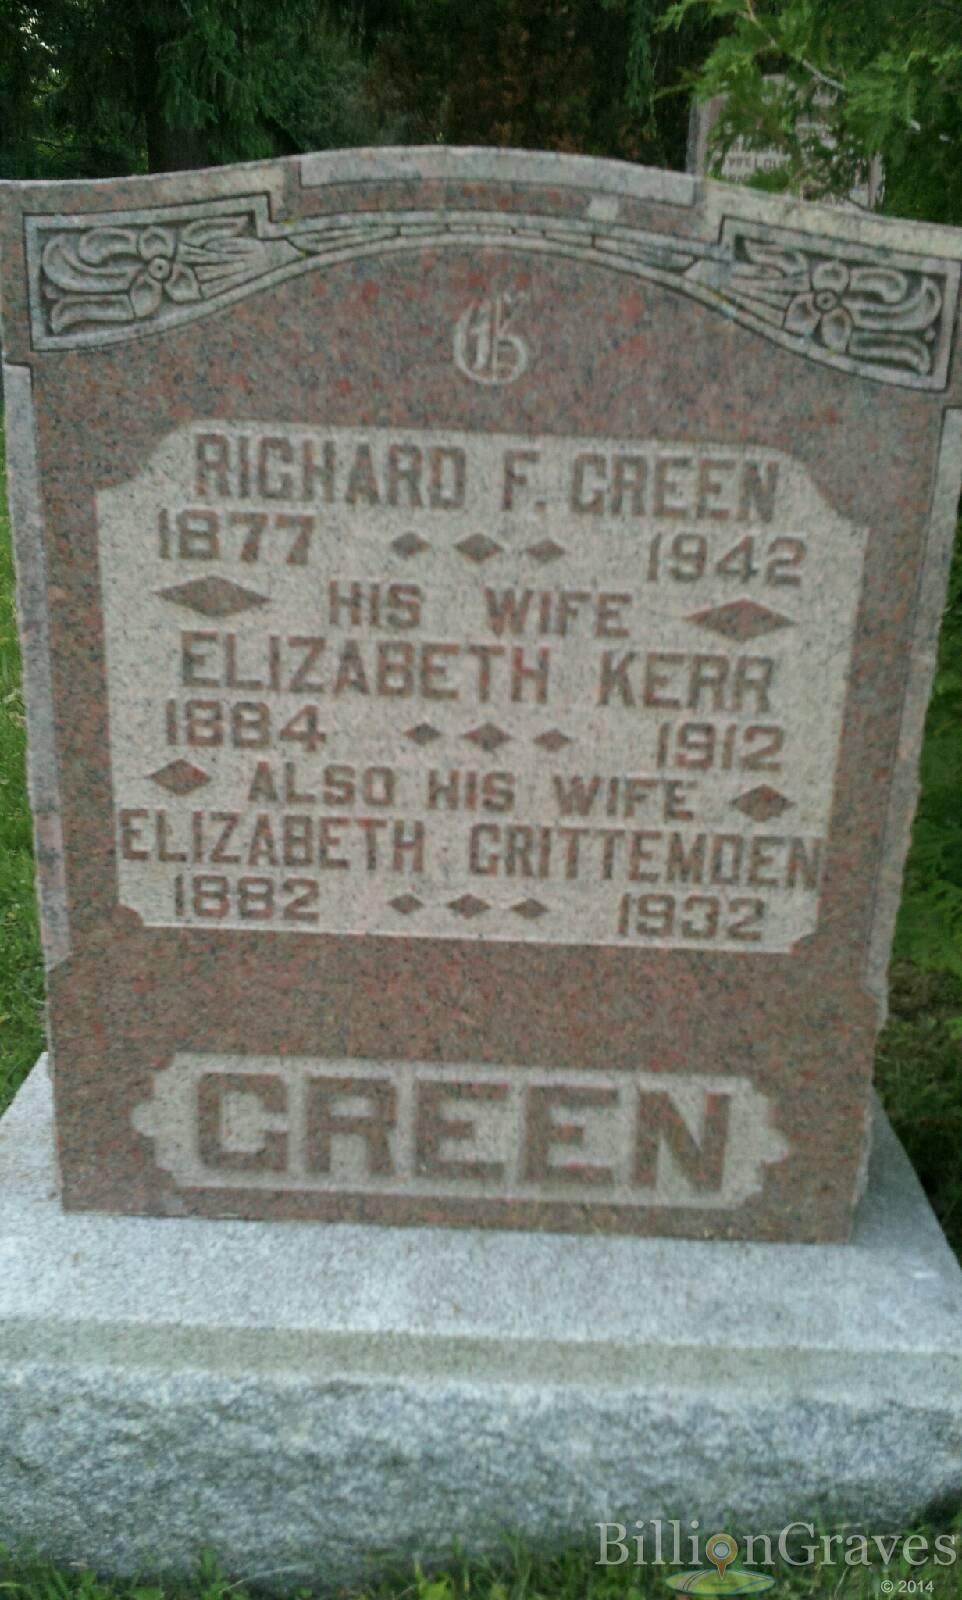 G
RICHARD F. GREEN
1877 1942
HIS WIFE
ELIZABETH KERR
1884 1912
ALSO HIS WIFE
ELIZABETH CRITTEMDEN
1882 1932
GREEN
BillionGraves
© 2014